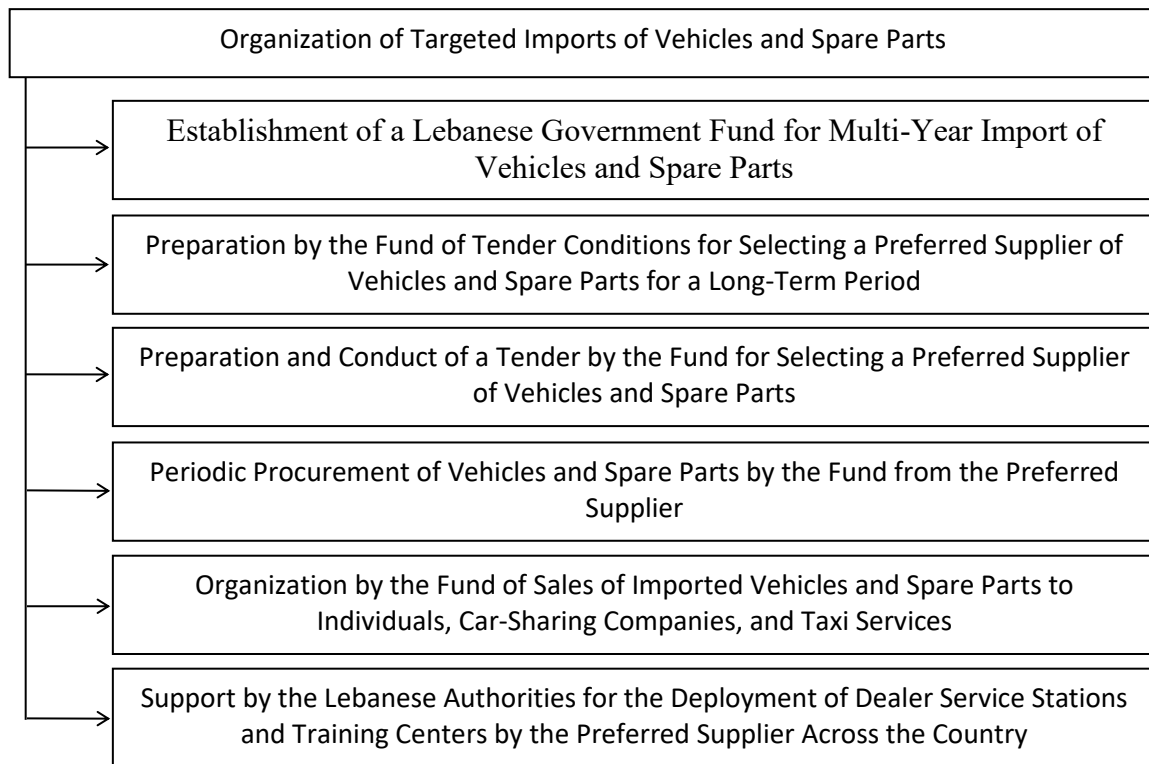 Organization of Targeted Imports of Vehicles and Spare Parts
Establishment of a Lebanese Government Fund for Multi-Year Import of
Vehicles and Spare Parts
Preparation by the Fund of Tender Conditions for Selecting a Preferred Supplier of
Vehicles and Spare Parts for a Long-Term Period
Preparation and Conduct of a Tender by the Fund for Selecting a Preferred Supplier
of Vehicles and Spare Parts
Periodic Procurement of Vehicles and Spare Parts by the Fund from the Preferred
Supplier
Organization by the Fund of Sales of Imported Vehicles and Spare Parts to
Individuals, Car-Sharing Companies, and Taxi Services
Support by the Lebanese Authorities for the Deployment of Dealer Service Stations
and Training Centers by the Preferred Supplier Across the Country